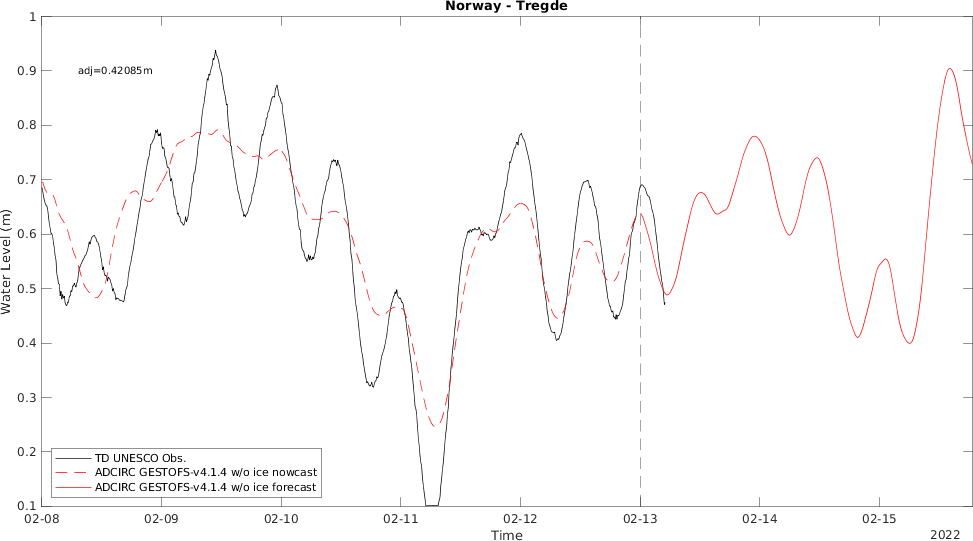 Norway - Tregde
adj=0.42085m
Water Level (m)
1
0.9
0.8
0.7
0.6
0.5
0.4
0.3
0.2
0.1
TD UNESCO Obs.
ADCIRC GESTOFS-v4.1.4 w/o ice nowcast
ADCIRC GESTOFS-v4.1.4 w/o ice forecast
02-08 02-09 02-10 02-11 02-12 02-13 02-14 02-15
Time
2022